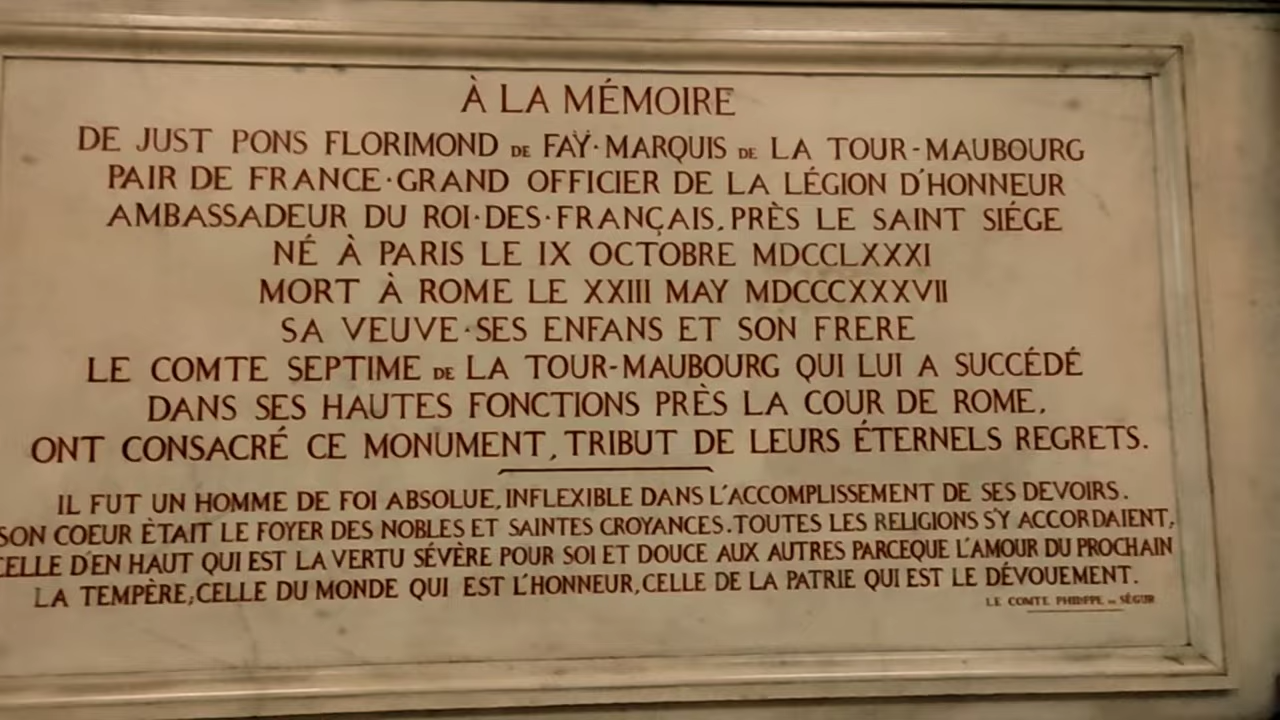 À LA MÉMOIRE
DE JUST PONS FLORIMOND DE FAŸ·MARQUIS DE LA TOUR-MAUBOURG
PAIR DE FRANCE·GRAND OFFICIER DE LA LÉGION D'HONNEUR
AMBASSADEUR DU ROI·DES·FRANÇAIS, PRÈS LE SAINT SIÉGE
NÉ À PARIS LE IX OCTOBRE MDCCLXXXI
MORT À ROME LE XXIII MAY MDCCCXXXVII
SA VEUVE·SES ENFANS ET SON FRERE
LE COMTE SEPTIME DE LA TOUR-MAUBOURG QUI LUI A SUCCÉDÉ
DANS SES HAUTES FONCTIONS PRÈS LA COUR DE ROME,
ONT CONSACRÉ CE MONUMENT, TRIBUT DE LEURS ÉTERNELS REGRETS.
IL FUT UN HOMME DE FOI ABSOLUE, INFLEXIBLE DANS L'ACCOMPLISSEMENT DE SES DEVOIRS.
SON COEUR ÈTAIT LE FOYER DES NOBLES ET SAINTES CROYANCES. TOUTES LES RELIGIONS S'Y ACCORDAIENT,
CELLE D'EN HAUT QUI EST LA VERTU SÉVÈRE POUR SOI ET DOUCE AUX AUTRES PARCEQUE L'AMOUR DU PROCHAIN
LA TEMPÈRE, CELLE DU MONDE QUI EST L'HONNEUR, CELLE DE LA PATRIE QUI EST LE DÉVOUEMENT.
LE COMTE PHILIPPE DE SÉGUR